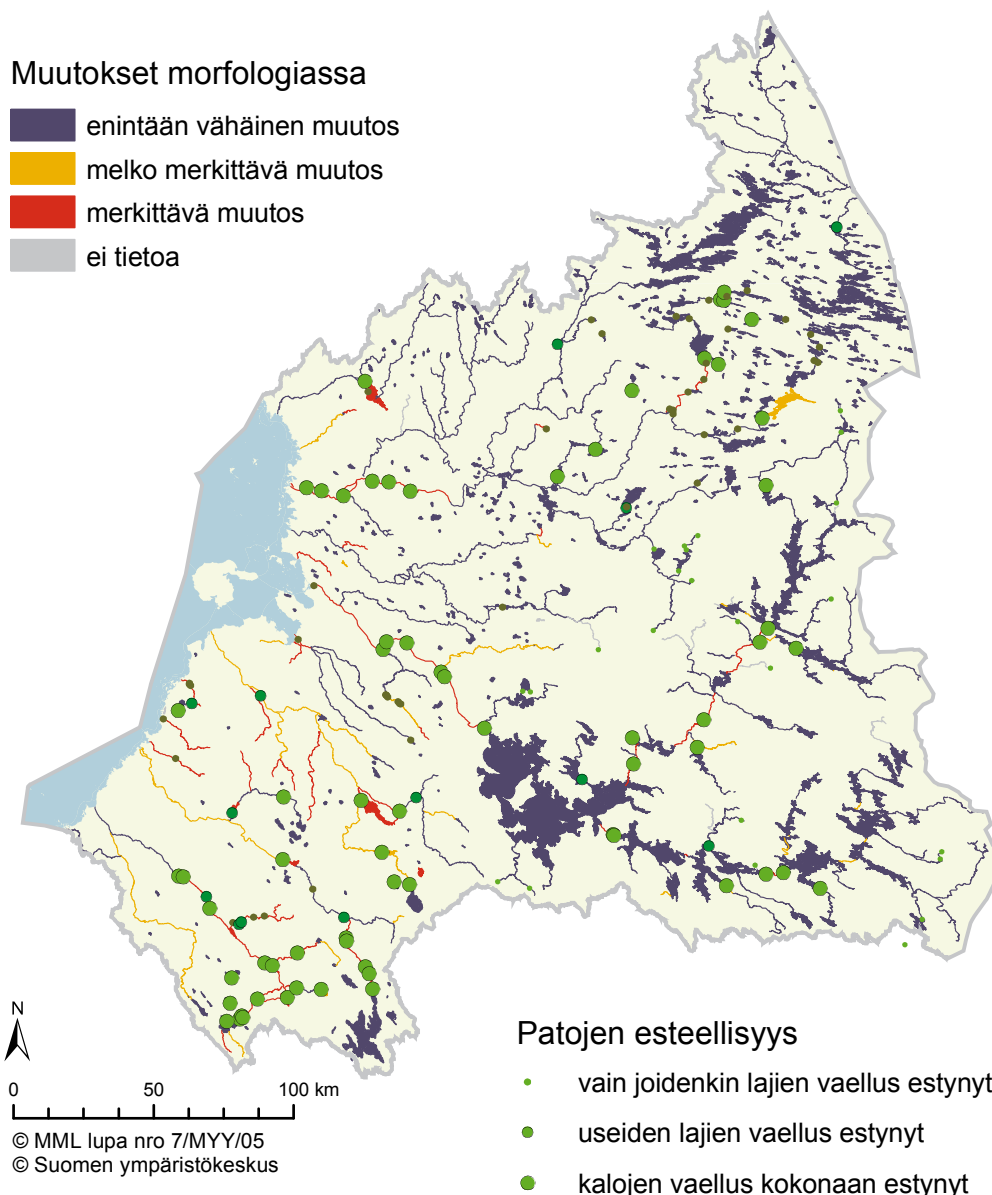 Muutokset morfologiassa
enintään vähäinen muutos
melko merkittävä muutos
merkittävä muutos
ei tietoa
N
0 50 100 km
© MML lupa nro 7/MYY/05
© Suomen ympäristökeskus
Patojen esteellisyys
vain joidenkin lajien vaellus estynyt
useiden lajien vaellus estynyt
kalojen vaellus kokonaan estynyt